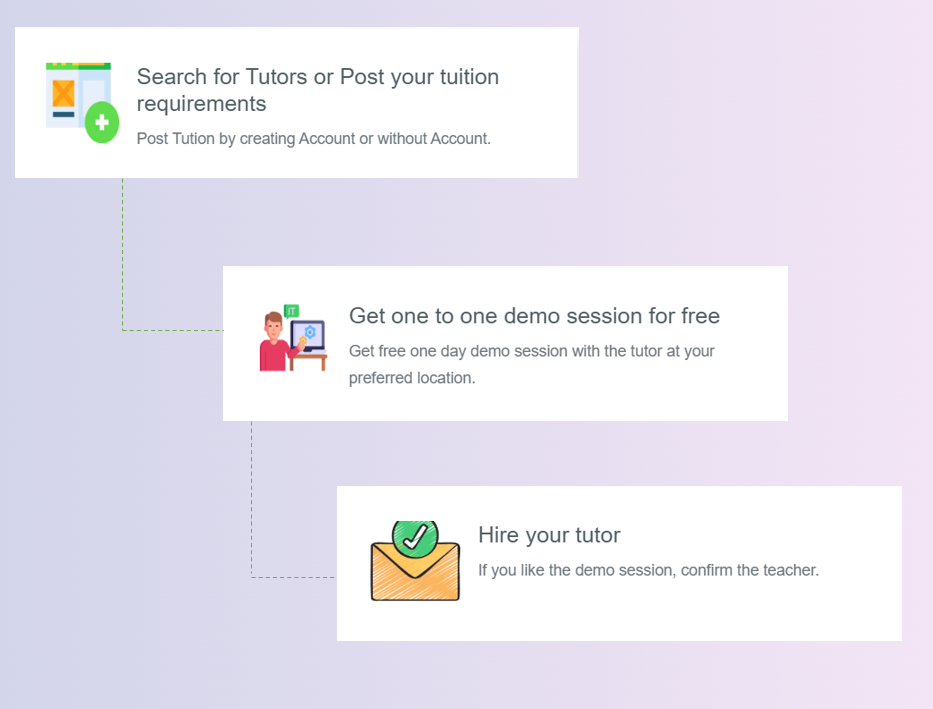 Search for Tutors or Post your tuition
requirements
Post Tution by creating Account or without Account.
IT
Get one to one demo session for free
Get free one day demo session with the tutor at your
preferred location.
Hire your tutor
If you like the demo session, confirm the teacher.